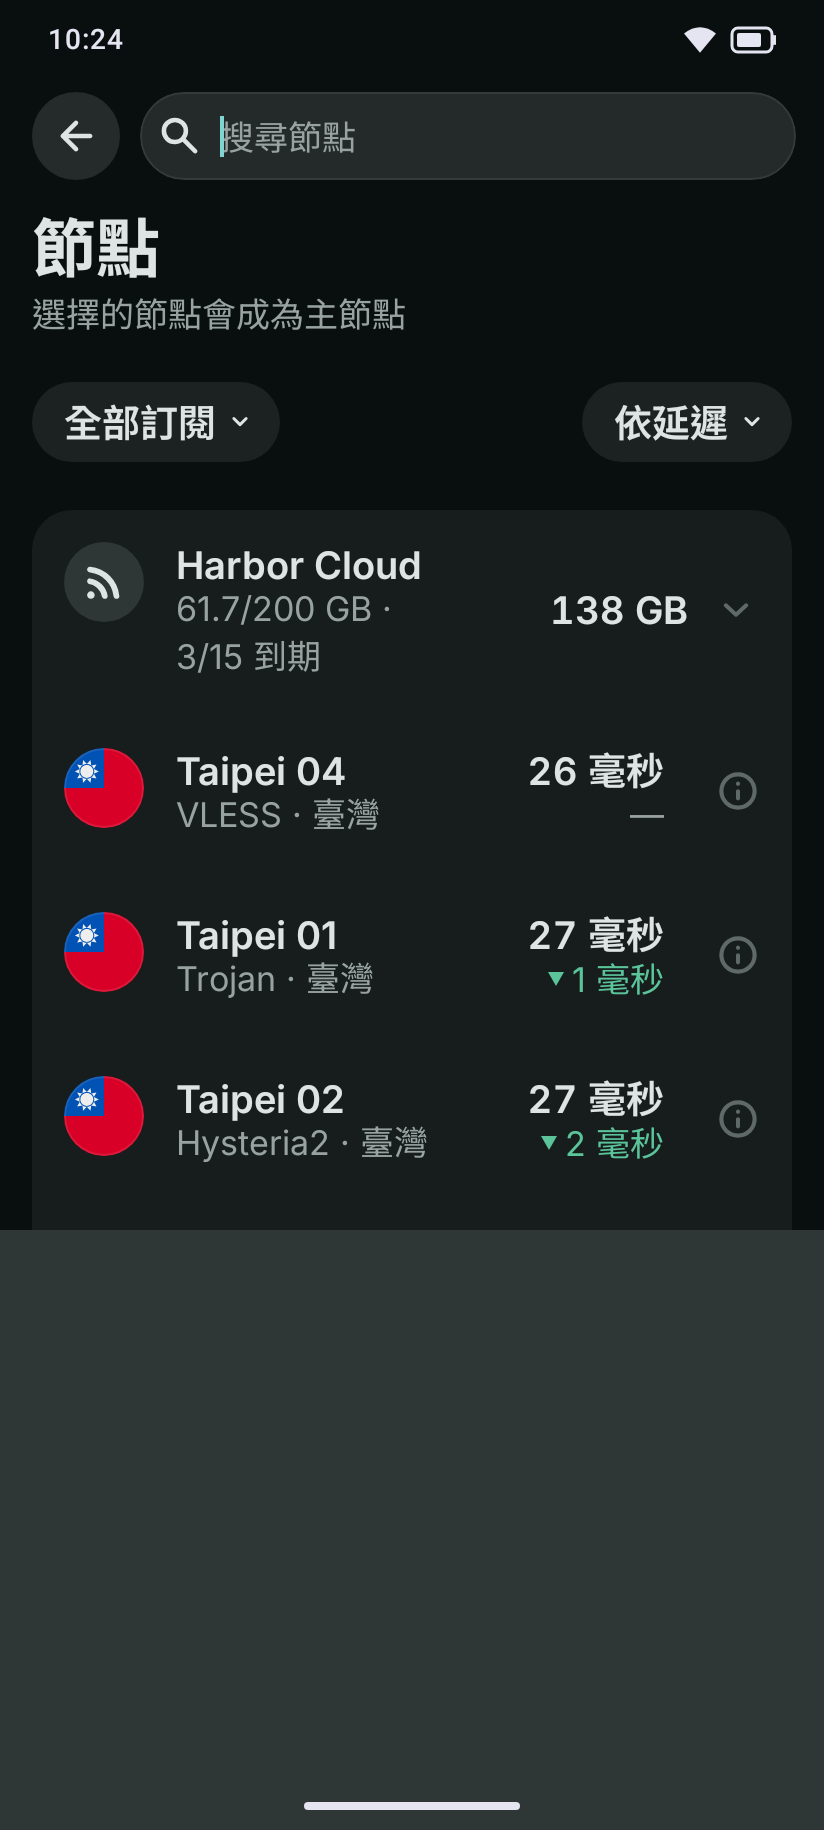 10:24
搜尋節點
節點
選擇的節點會成為主節點
全部訂閱
依延遲
Harbor Cloud
61.7/200 GB ·
3/15 到期
138 GB
Taipei 04
VLESS · 臺灣
26 毫秒
—
Taipei 01
Trojan · 臺灣
27 毫秒
▼1 毫秒
Taipei 02
Hysteria2 · 臺灣
27 毫秒
▼2 毫秒